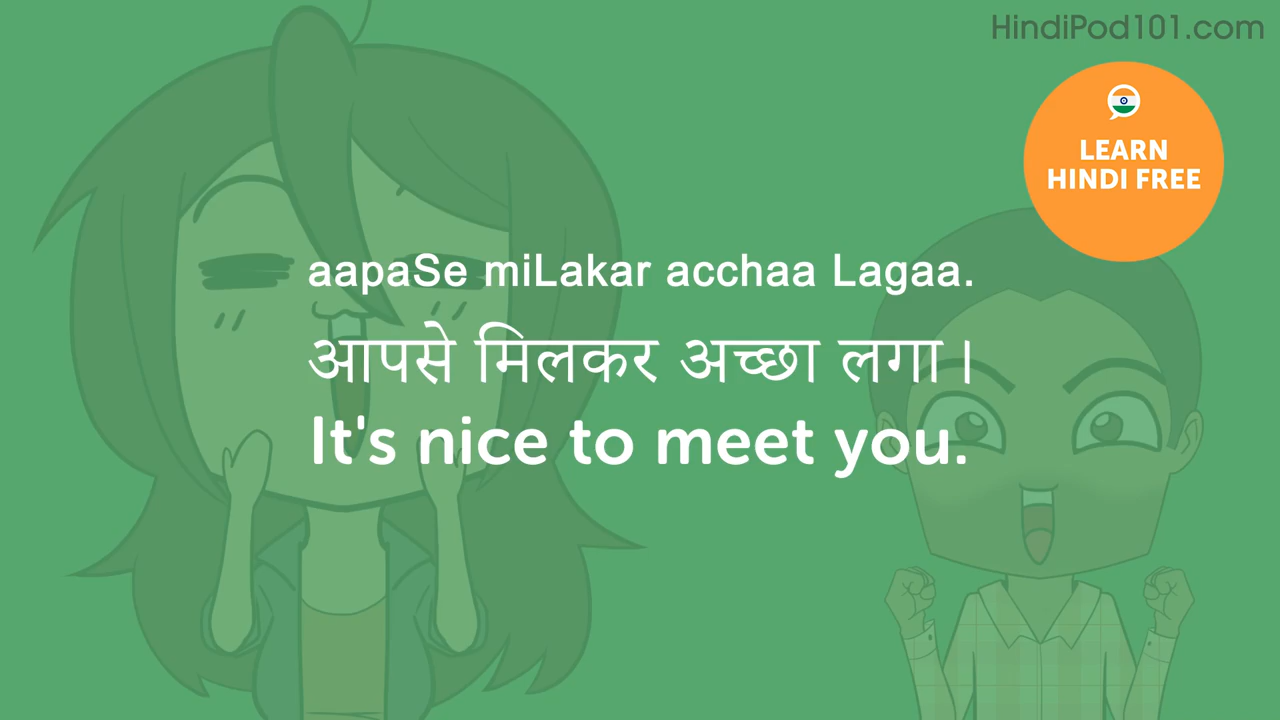 HindiPod101.com
LEARN
HINDI FREE
aapaSe miLakar acchaa Lagaa.
आपसे मिलकर अच्छा लगा।
It's nice to meet you.